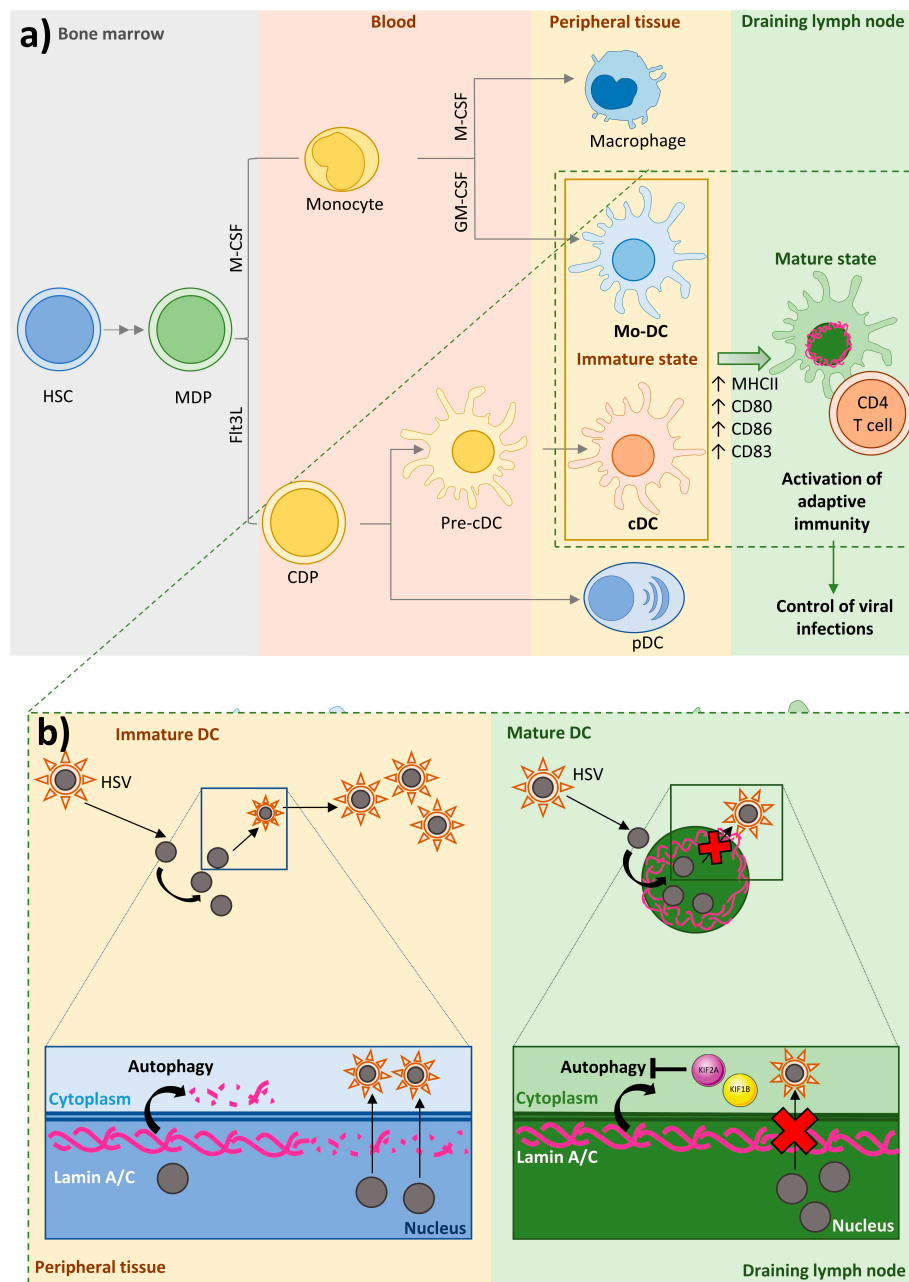 a)
Bone marrow
Blood
Peripheral tissue
Draining lymph node
M-CSF
Macrophage
Monocyte
GM-CSF
M-CSF
Mature state
Mo-DC
Immature state
HSC
MDP
MHCII
CD80
CD86
CD83
CD4
T cell
Flt3L
Pre-cDC
cDC
Activation of
adaptive
immunity
CDP
Control of viral
infections
pDC
b)
Immature DC
HSV
Mature DC
HSV
Autophagy
Cytoplasm
Lamin A/C
Nucleus
Peripheral tissue
Autophagy
KIF2A
KIF1B
Cytoplasm
Lamin A/C
Nucleus
Draining lymph node